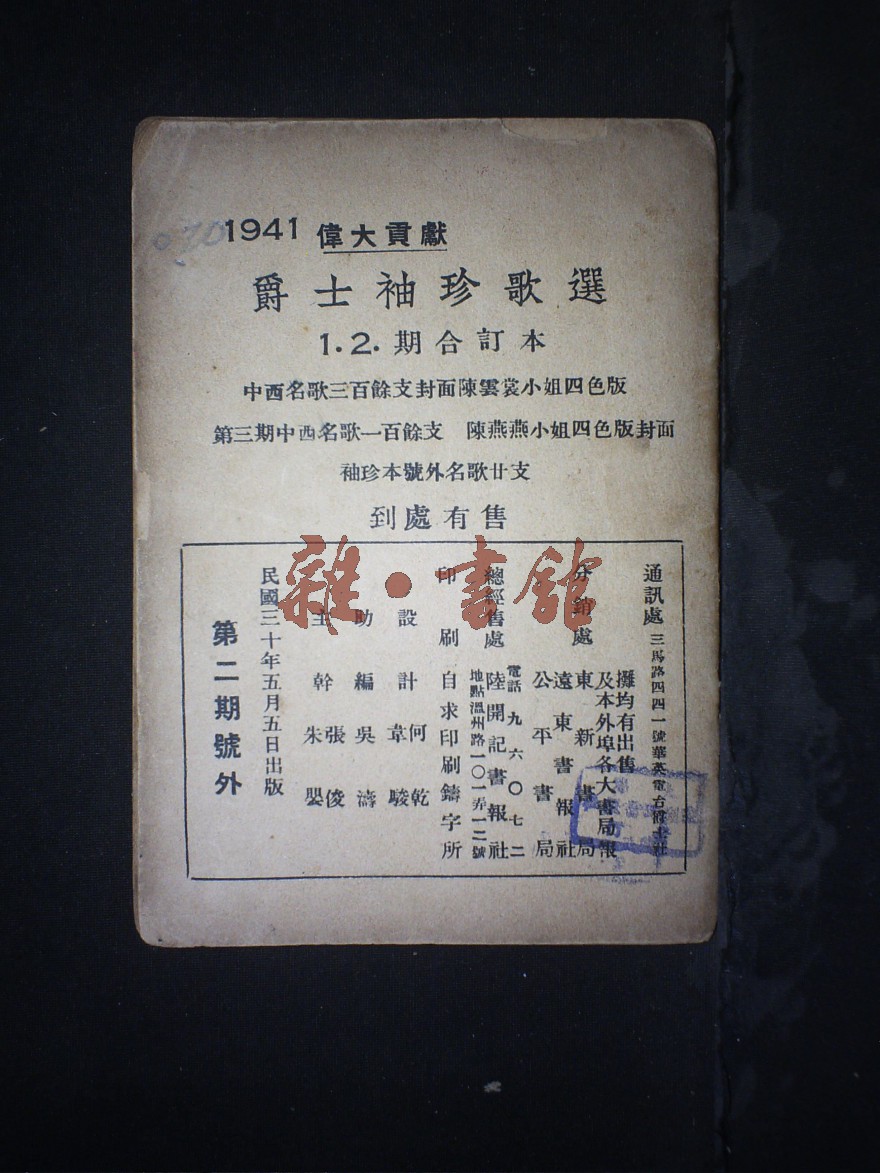 1941 偉大貢獻
爵士袖珍歌選
1.2.期合訂本
中西名歌三百餘支封面陳雲裳小姐四色版
第三期中西名歌一百餘支 陳燕燕小姐四色版封面
袖珍本號外名歌廿支
到處有售
通訊處 三馬路四四一號華英電台爵士社
攤均有出售
及本外埠各大書局報
分銷處 東新書局
遠東書報社
公平書局
電話九六〇七二
總經售處 陸開記書報社
地點溫州路一〇一弄一二號
印刷 自求印刷鑄字所
設計 何乾
韋駿
助編 吳濤
主幹 張俊
朱嬰
民國三十年五月五日出版
第二期號外
雜·書館